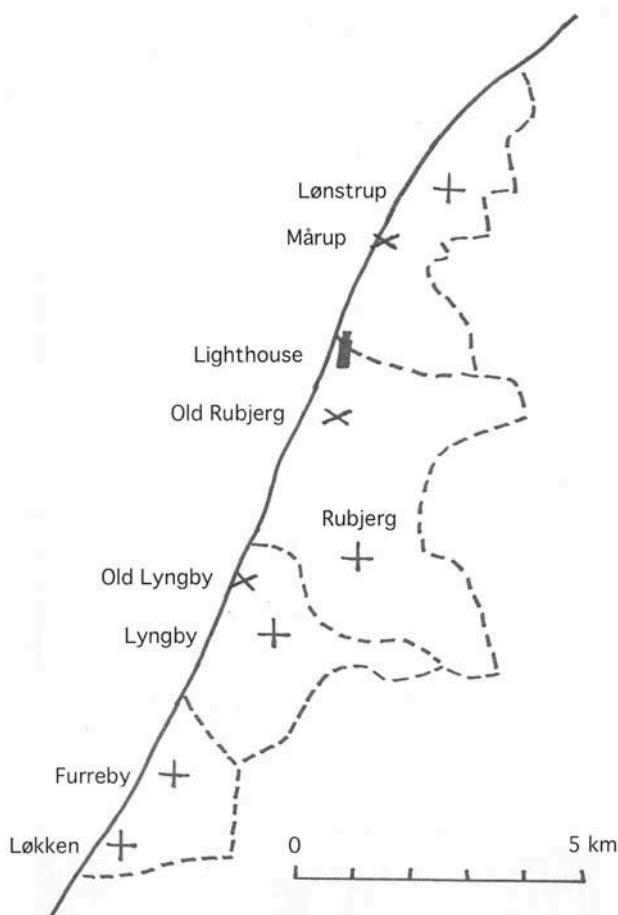 Lønstrup
Mårup
Lighthouse
Old Rubjerg
Rubjerg
Old Lyngby
Lyngby
Furreby
Løkken
0
5 km